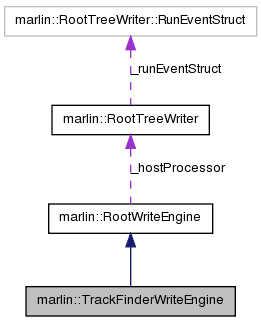 marlin::RootTreeWriter::RunEventStruct
_runEventStruct
marlin::RootTreeWriter
_hostProcessor
marlin::RootWriteEngine
marlin::TrackFinderWriteEngine